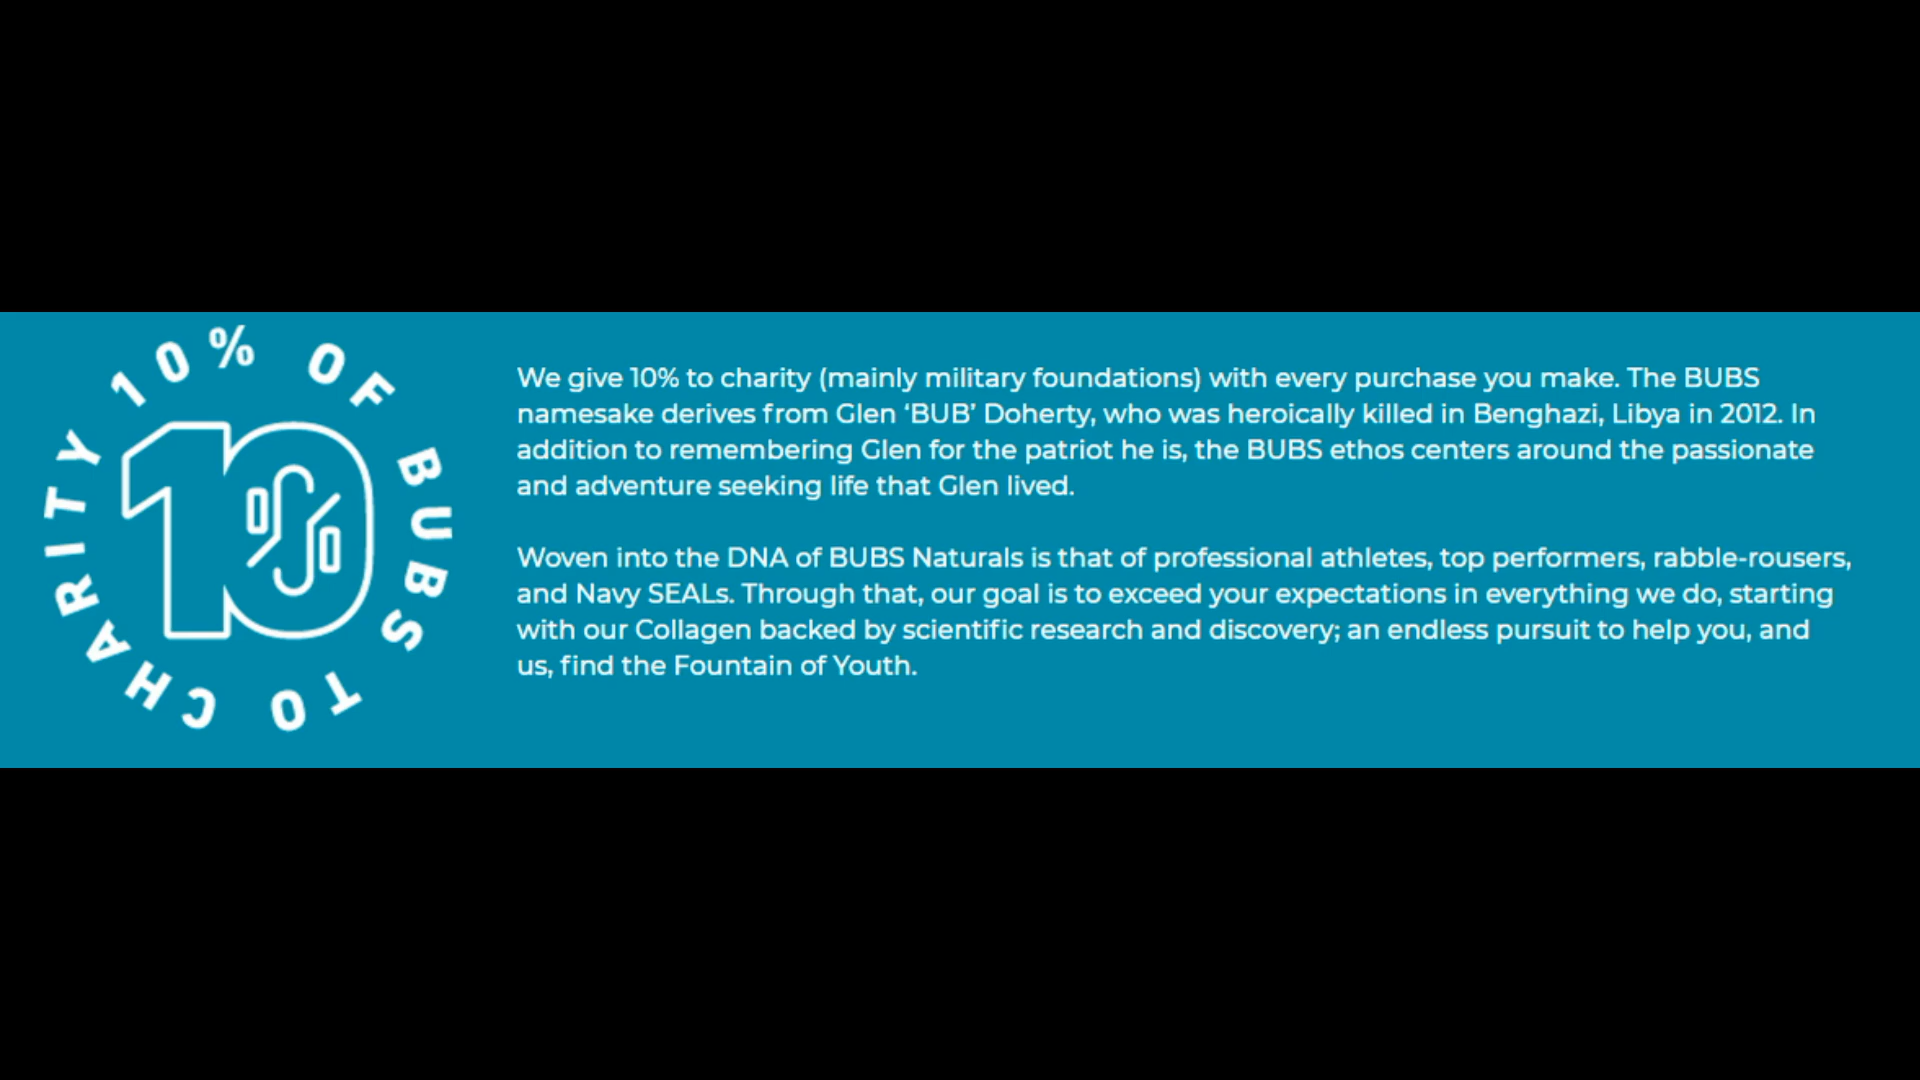 10% OF BUBS TO CHARITY
10%
We give 10% to charity (mainly military foundations) with every purchase you make. The BUBS
namesake derives from Glen ‘BUB’ Doherty, who was heroically killed in Benghazi, Libya in 2012. In
addition to remembering Glen for the patriot he is, the BUBS ethos centers around the passionate
and adventure seeking life that Glen lived.
Woven into the DNA of BUBS Naturals is that of professional athletes, top performers, rabble-rousers,
and Navy SEALs. Through that, our goal is to exceed your expectations in everything we do, starting
with our Collagen backed by scientific research and discovery; an endless pursuit to help you, and
us, find the Fountain of Youth.